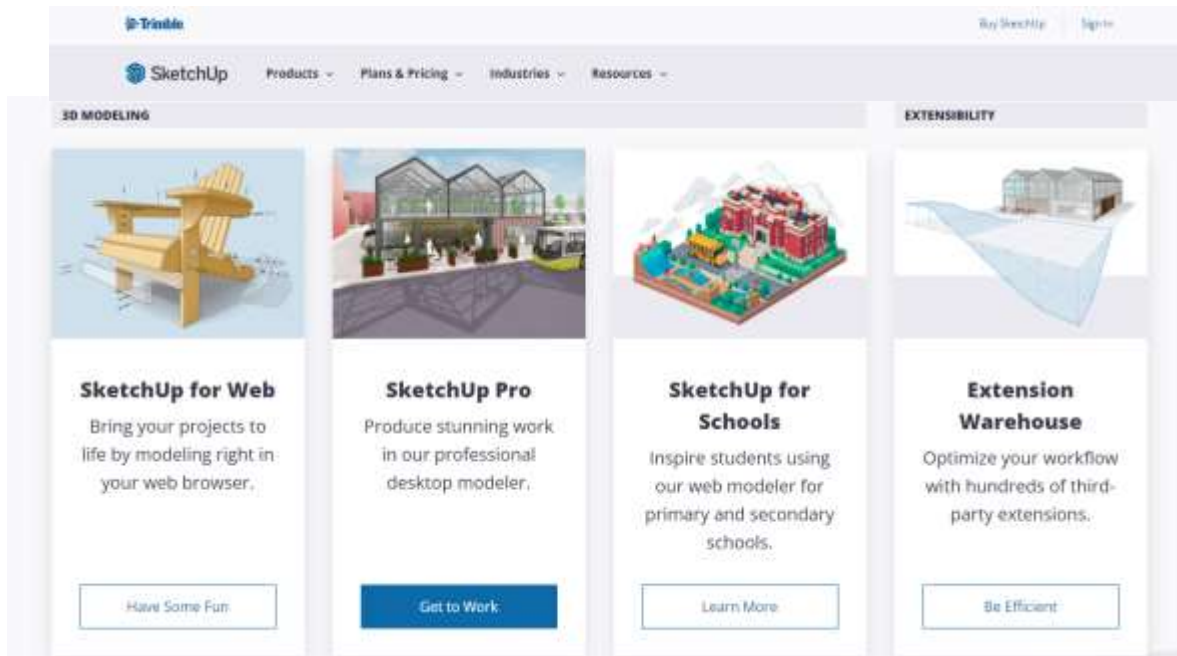 Trimble
Buy SketchUp
Sign In
SketchUp
Products
Plans & Pricing
Industries
Resources
3D MODELING
EXTENSIBILITY
SketchUp for Web
Bring your projects to
life by modeling right in
your web browser.
Have Some Fun
SketchUp Pro
Produce stunning work
in our professional
desktop modeler.
Get to Work
SketchUp for
Schools
Inspire students using
our web modeler for
primary and secondary
schools.
Learn More
Extension
Warehouse
Optimize your workflow
with hundreds of third-
party extensions.
Be Efficient